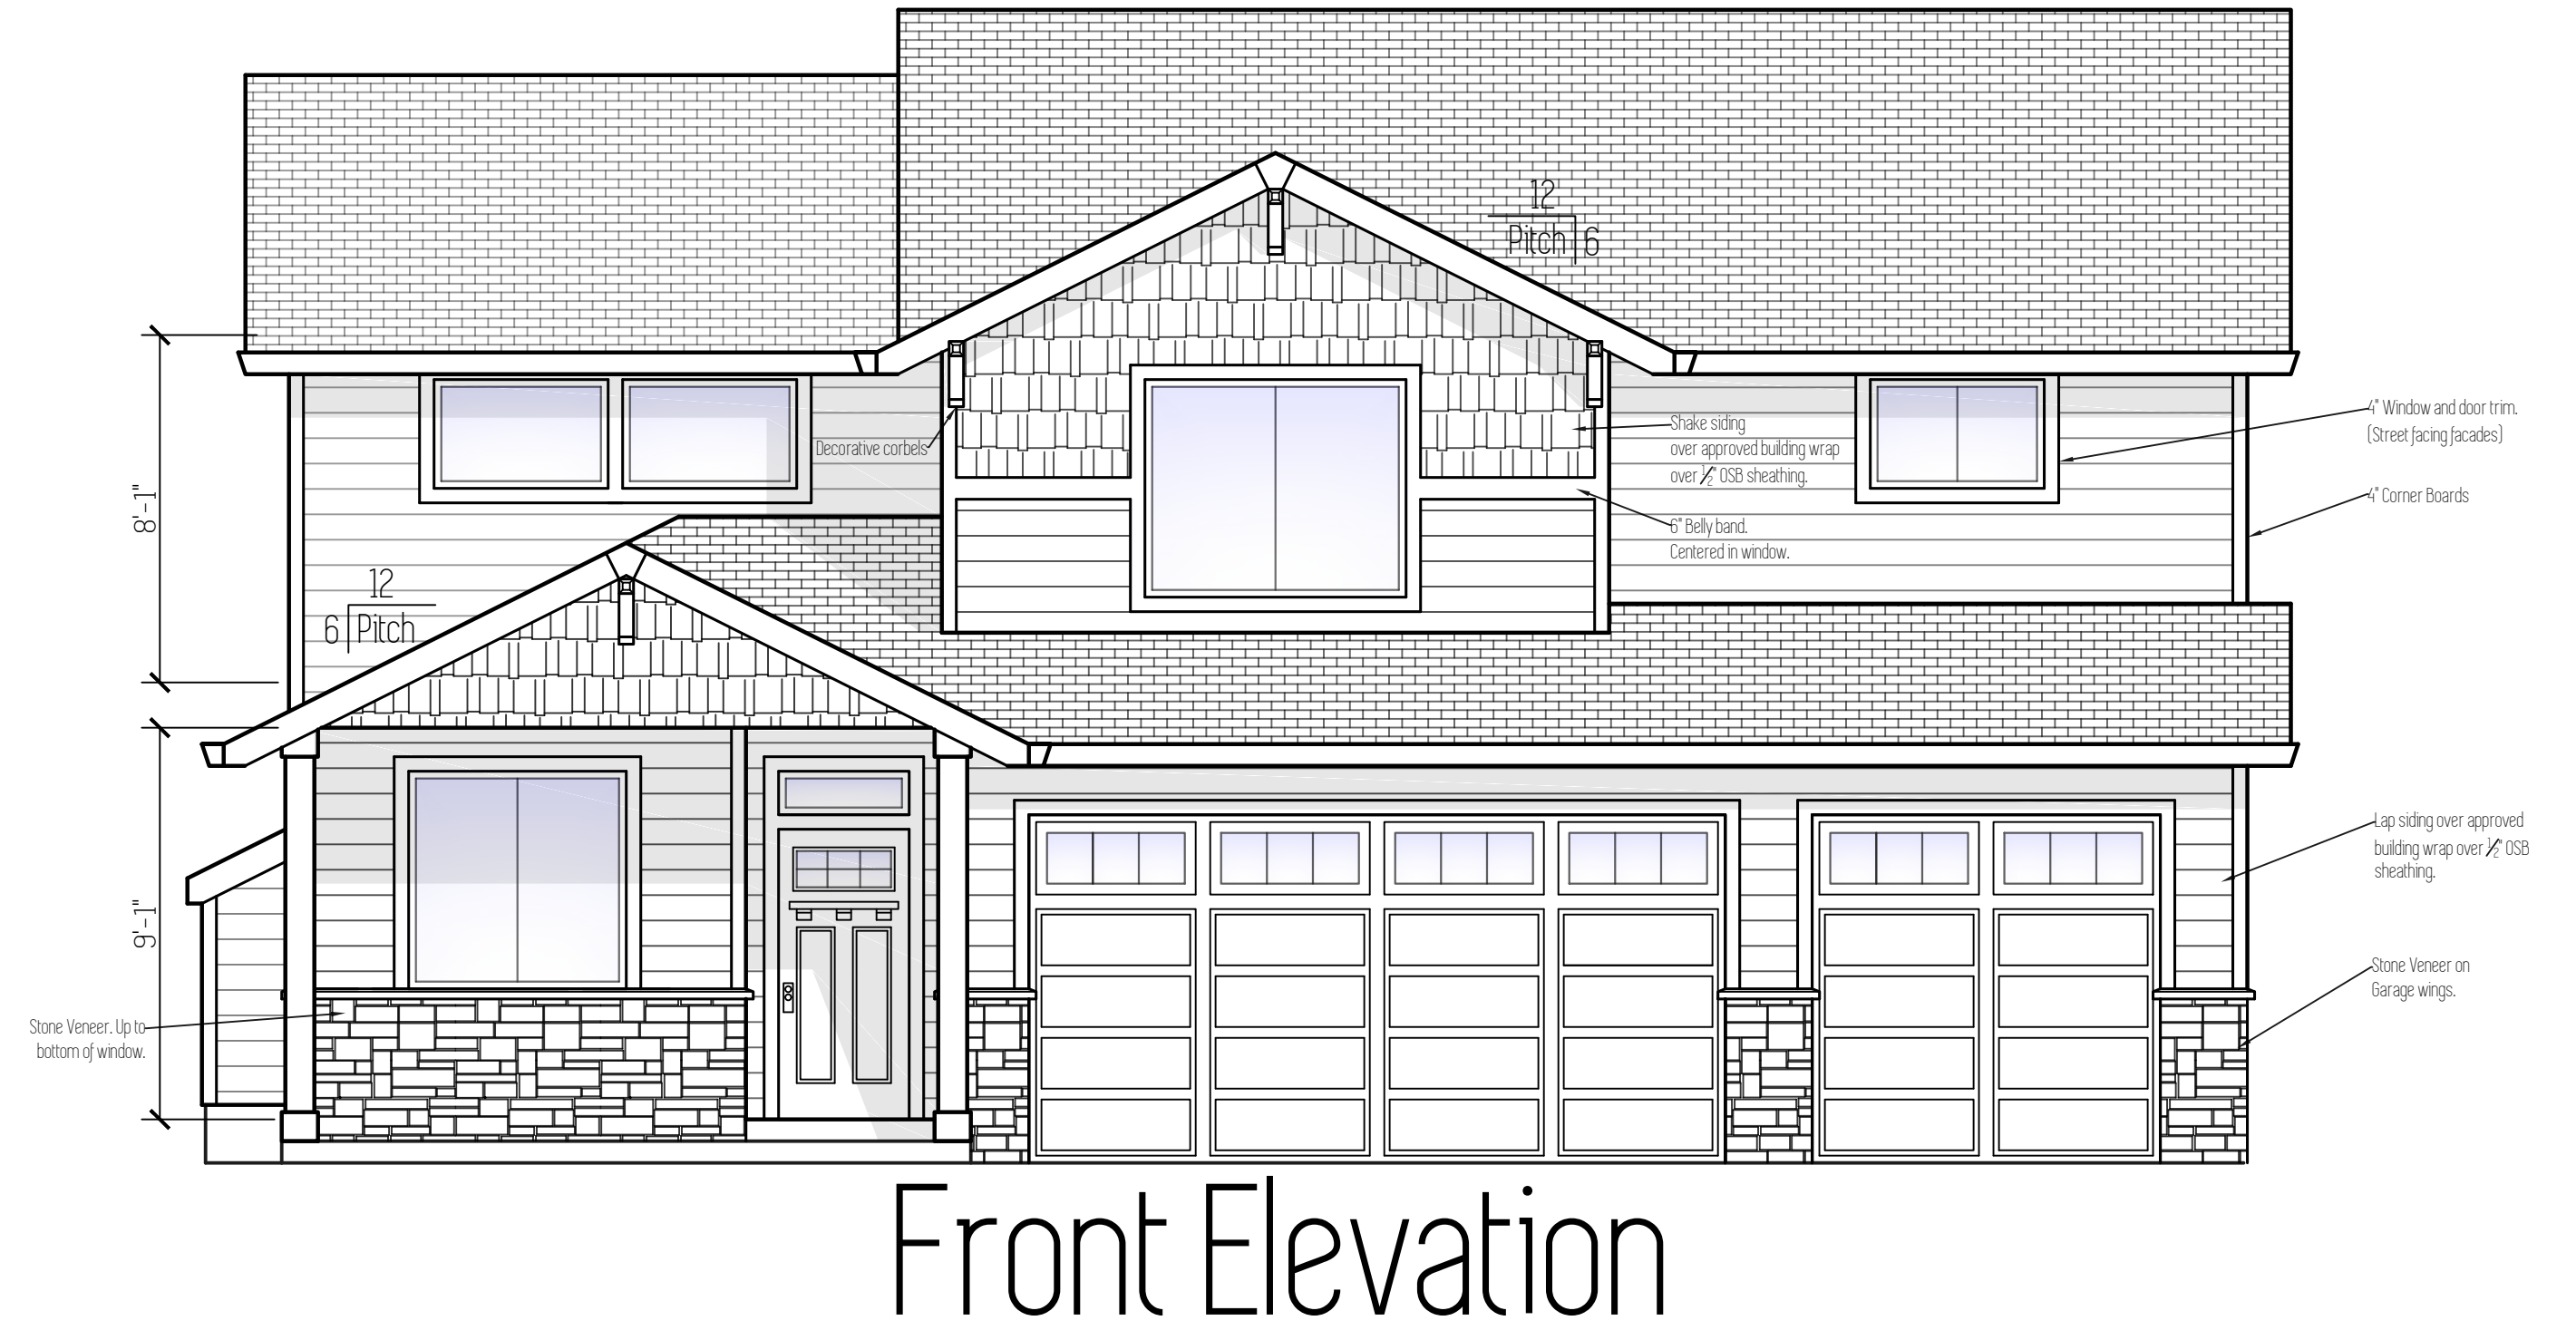 12
Pitch 6
Decorative corbels
Shake siding
over approved building wrap
over 1/2" OSB sheathing.
4" Window and door trim.
(Street facing facades)
8'-1"
4" Corner Boards
6" Belly band.
Centered in window.
12
6 Pitch
Lap siding over approved
building wrap over 1/2" OSB
sheathing.
9'-1"
Stone Veneer on
Garage wings.
Stone Veneer. Up to
bottom of window.
Front Elevation